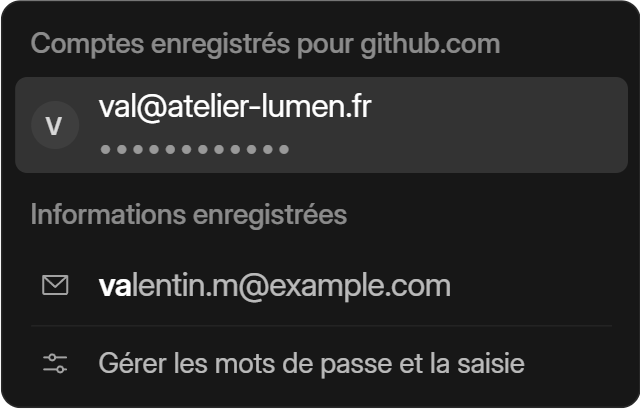 Comptes enregistrés pour github.com
V
val@atelier-lumen.fr
••••••••••••
Informations enregistrées
valentin.m@example.com
Gérer les mots de passe et la saisie